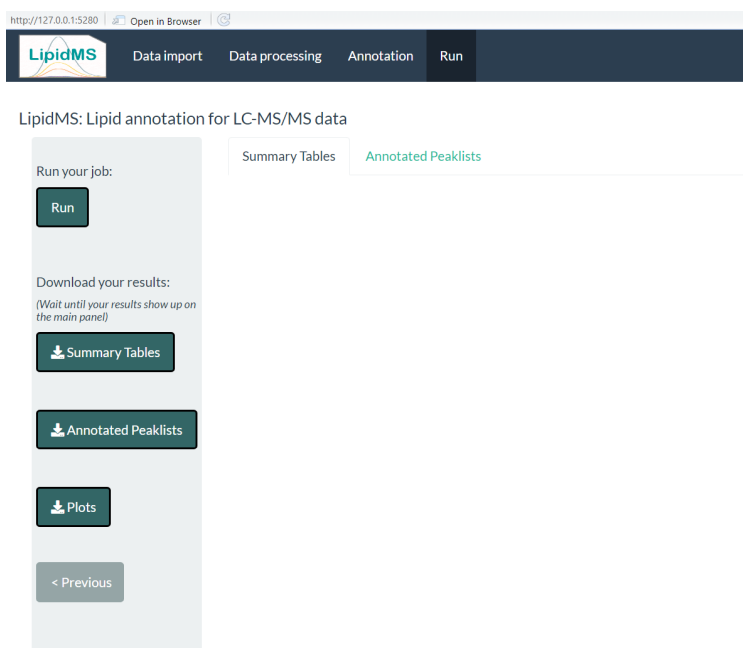 http://127.0.0.1:5280 Open in Browser
LipidMS Data import Data processing Annotation Run
LipidMS: Lipid annotation for LC-MS/MS data
Summary Tables Annotated Peaklists
Run your job:
Run
Download your results:
(Wait until your results show up on
the main panel)
Summary Tables
Annotated Peaklists
Plots
< Previous